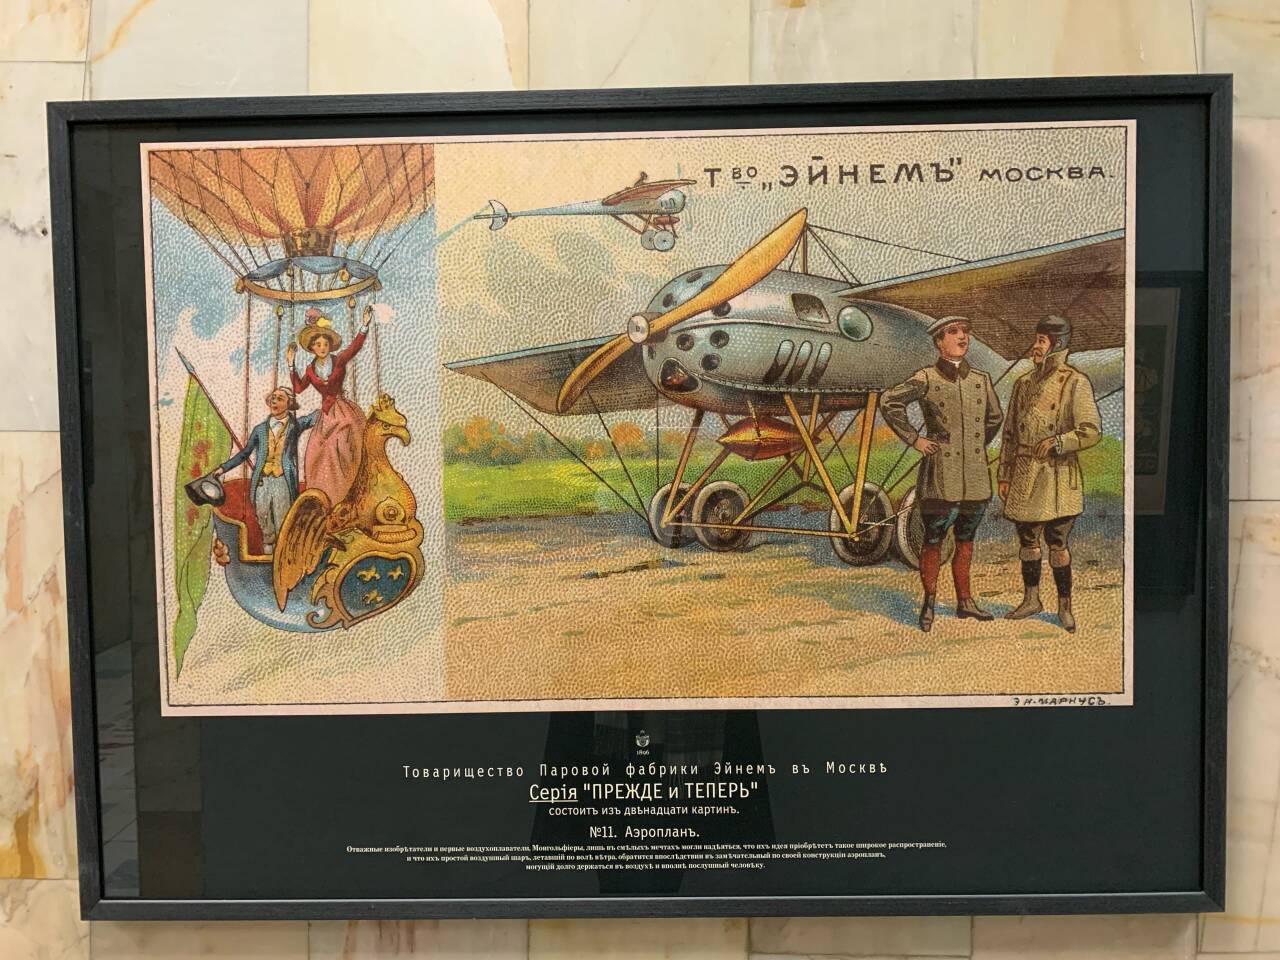 Т ВО „ЭЙНЕМЪ" МОСКВА.
Э Н. МАРКУСЪ.
1896
Товарищество Паровой фабрики Эйнемъ въ Москвѣ
Серія "ПРЕЖДЕ и ТЕПЕРЬ"
состоитъ изъ двѣнадцати картинъ.
№11. Аэропланъ.
Отважные изобрѣтатели и первые воздухоплаватели, Монгольфіеры, лишь въ смѣлыхъ мечтахъ могли надѣяться, что ихъ идея пріобрѣтетъ такое широкое распространеніе,
и что ихъ простой воздушный шаръ, летавшій по волѣ вѣтра, обратится впослѣдствіи въ замѣчательный по своей конструкціи аэропланъ,
могущій долго держаться въ воздухѣ и вполнѣ послушный человѣку.